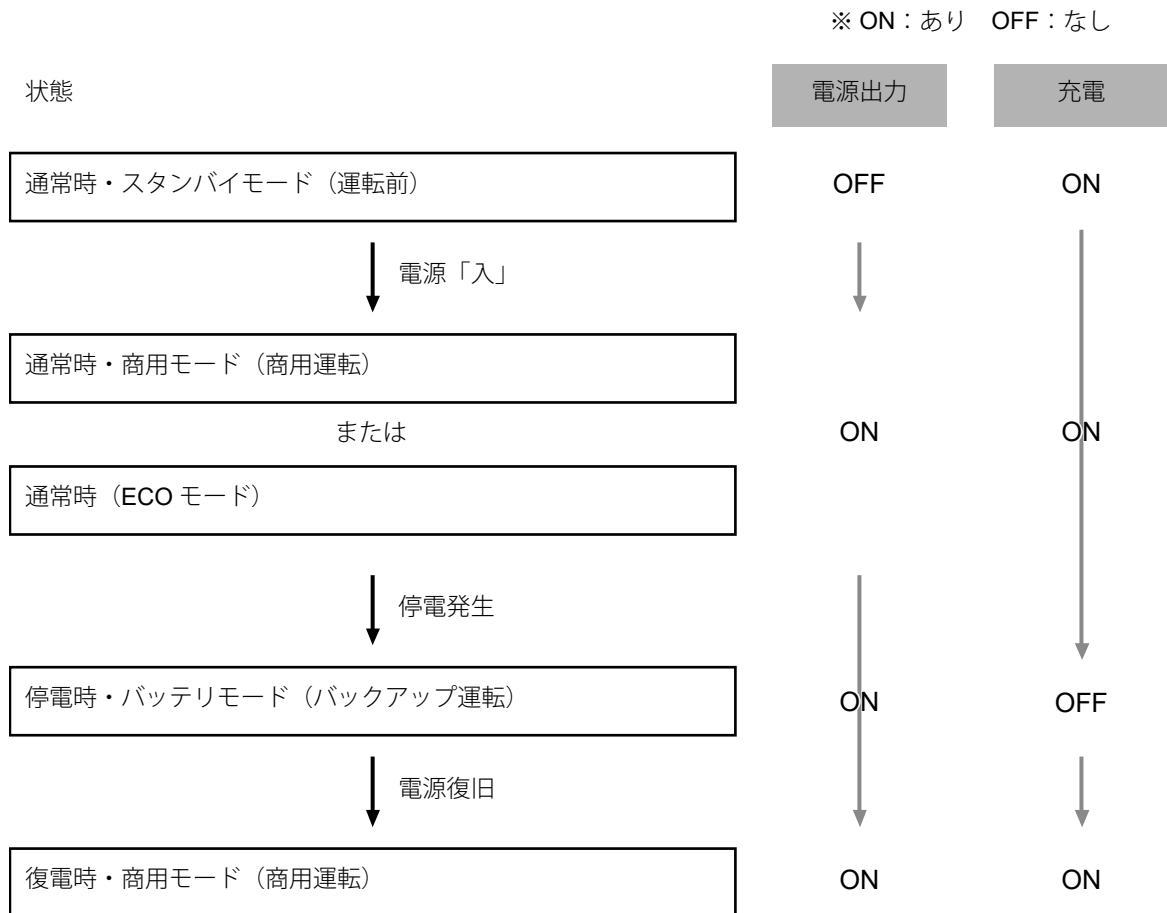 ※ ON：あり　OFF：なし
状態　電源出力　充電
通常時・スタンバイモード（運転前）　OFF　ON
電源「入」
通常時・商用モード（商用運転）
または　ON　ON
通常時（ECO モード）
停電発生
停電時・バッテリモード（バックアップ運転）　ON　OFF
電源復旧
復電時・商用モード（商用運転）　ON　ON